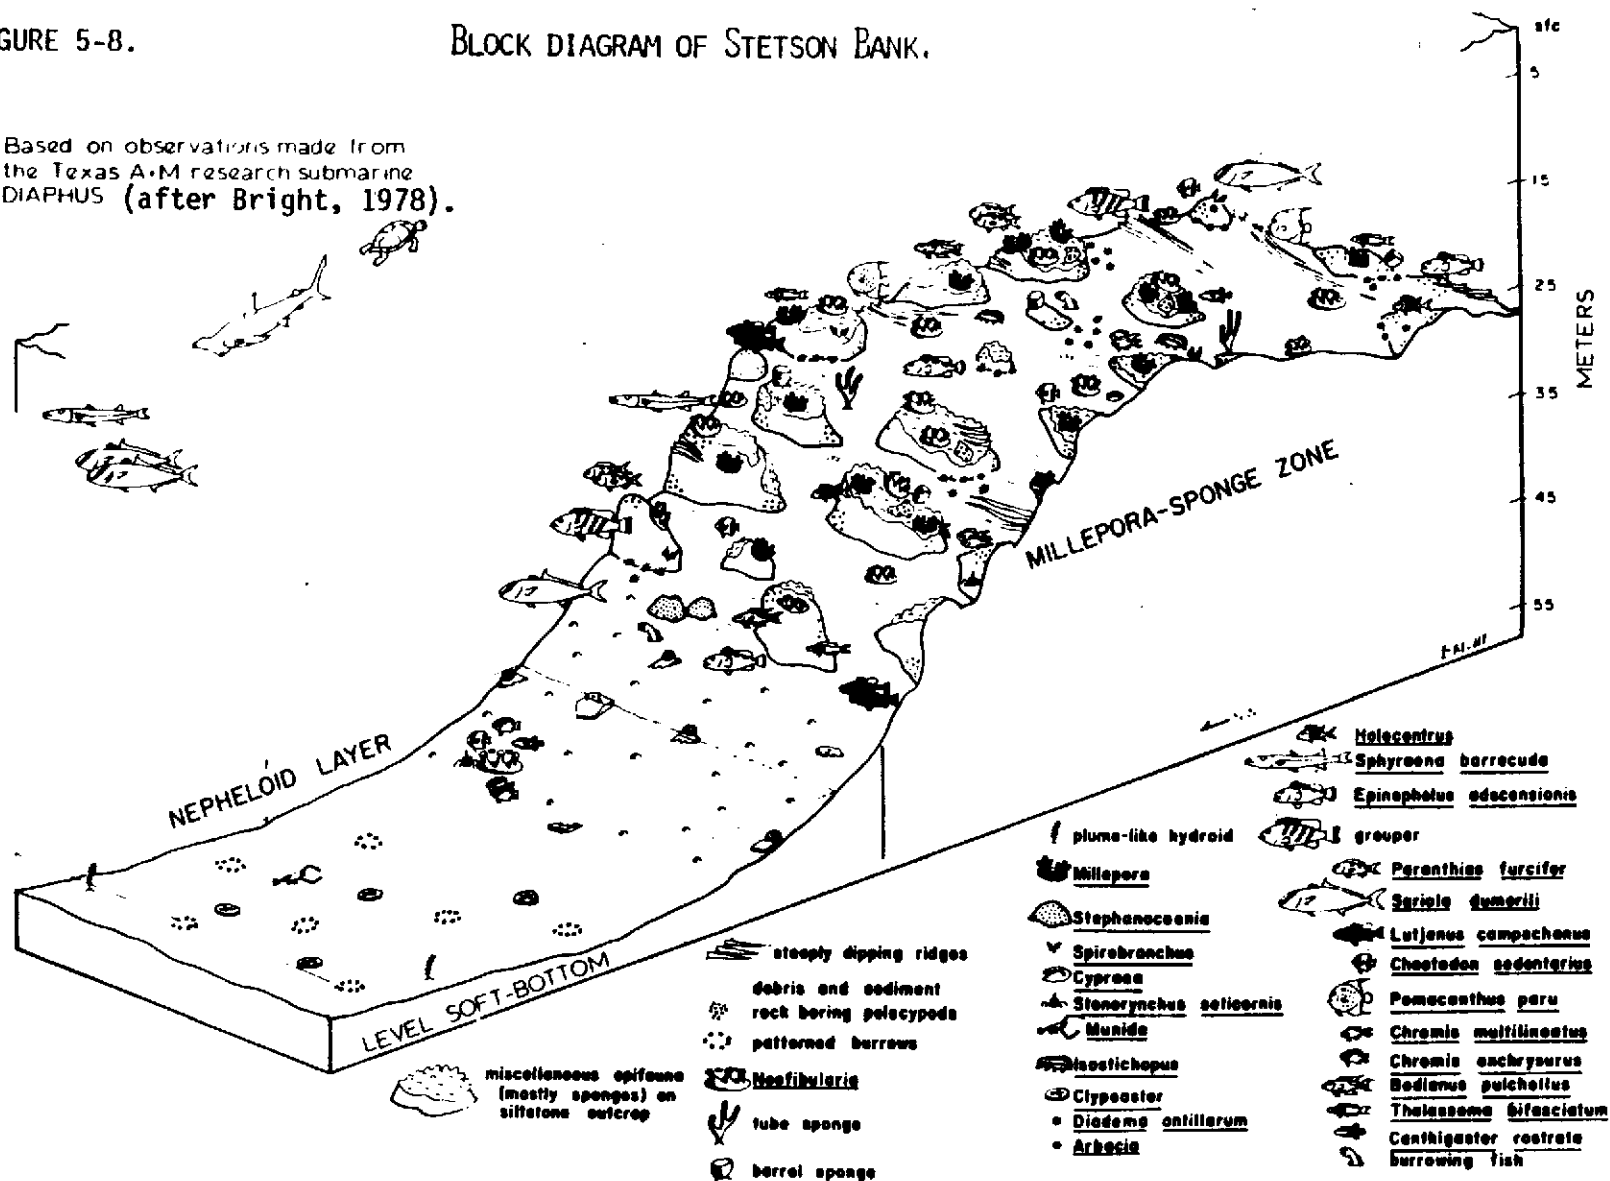 GURE 5-8.
BLOCK DIAGRAM OF STETSON BANK.
Based on observations made from
the Texas A·M research submarine
DIAPHUS (after Bright, 1978).
sfc
5
15
25
35
45
55
METERS
MILLEPORA-SPONGE ZONE
NEPHELOID LAYER
LEVEL SOFT-BOTTOM
steeply dipping ridges
debris and sediment
rock boring pelecypods
patterned burrows
Neofibularia
tube sponge
barrel sponge
miscellaneous epifauna
(mostly sponges) on
siltstone outcrop
plume-like hydroid
Millepora
Stephanocoenia
Spirobranchus
Cypraea
Stenorynchus seticornis
Munida
Isostichopus
Clypeaster
Diadema antillarum
Arbacia
Holocentrus
Sphyraena barracuda
Epinephelus adscensionis
grouper
Paranthias furcifer
Seriola dumerili
Lutjanus campechanus
Chaetodon sedentarius
Pomacanthus paru
Chromis multilineatus
Chromis enchrysurus
Bodianus pulchellus
Thalassoma bifasciatum
Canthigaster rostrata
burrowing fish